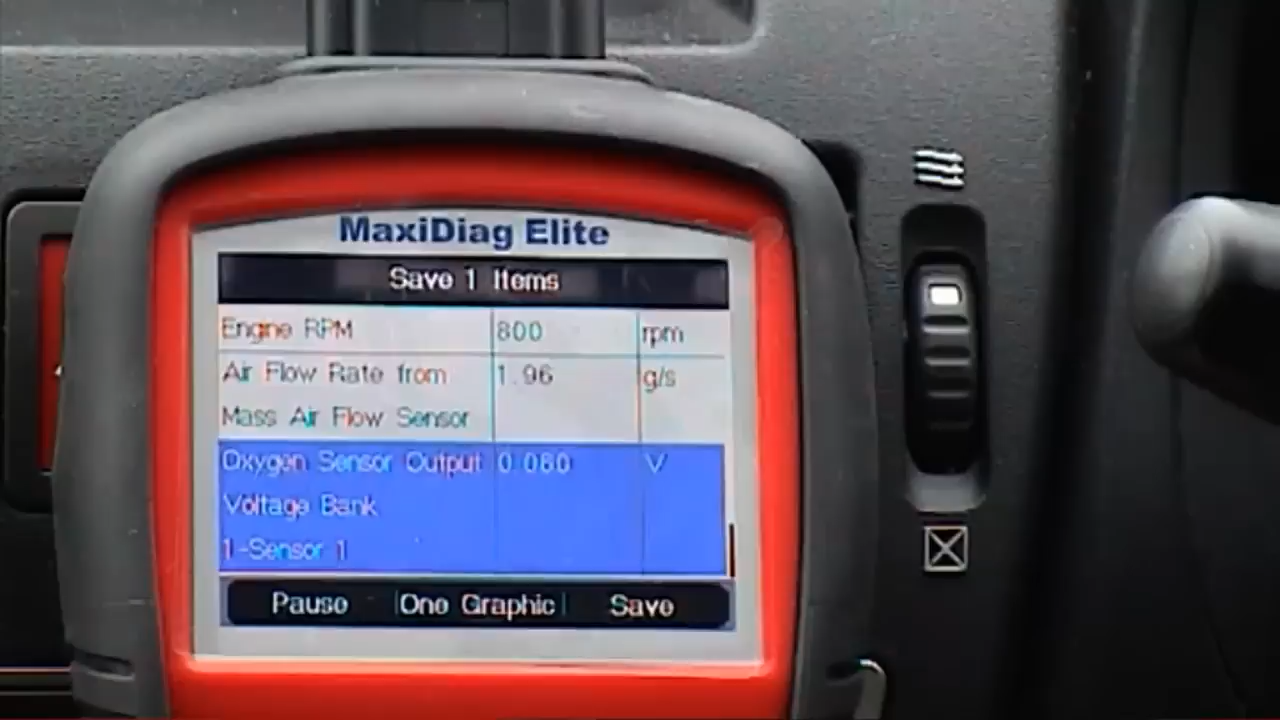 MaxiDiag Elite
Save 1 Items
Engine RPM 800 rpm
Air Flow Rate from 1.96 g/s
Mass Air Flow Sensor
Oxygen Sensor Output 0.080 V
Voltage Bank
1-Sensor 1
Pause One Graphic Save